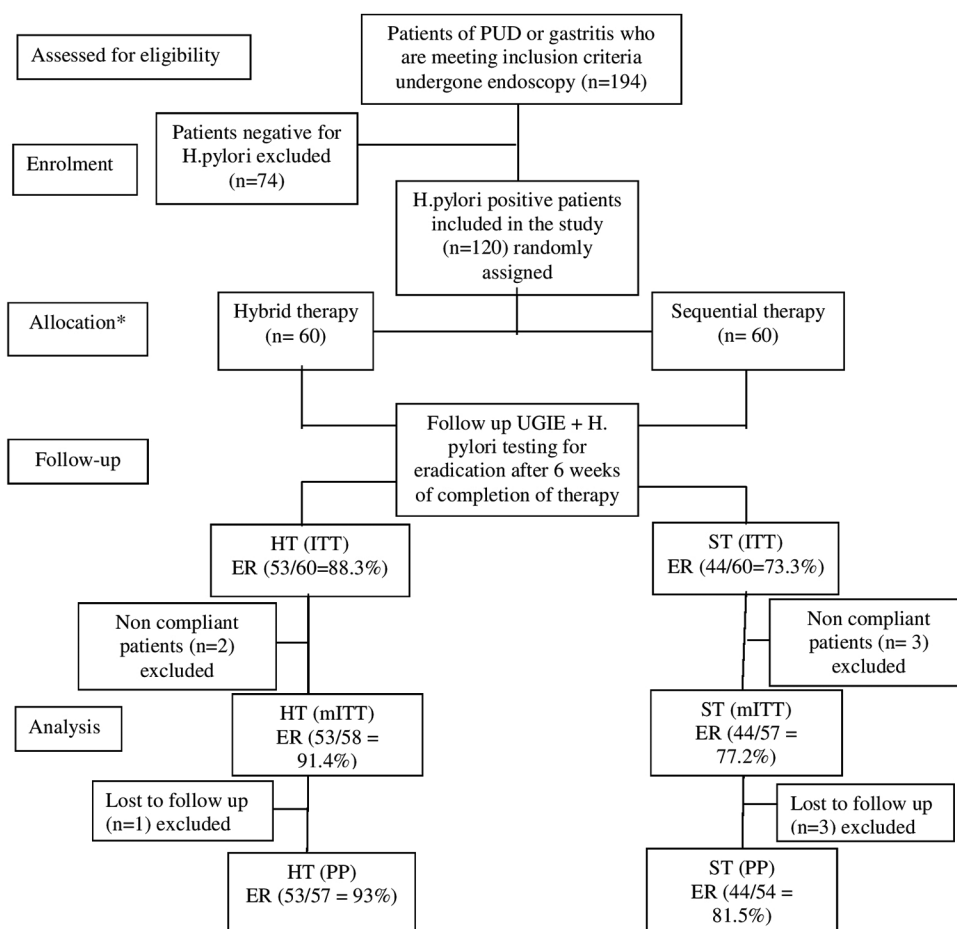 Assessed for eligibility
Patients of PUD or gastritis who
are meeting inclusion criteria
undergone endoscopy (n=194)
Enrolment
Patients negative for
H.pylori excluded
(n=74)
H.pylori positive patients
included in the study
(n=120) randomly
assigned
Allocation*
Hybrid therapy
(n= 60)
Sequential therapy
(n= 60)
Follow-up
Follow up UGIE + H.
pylori testing for
eradication after 6 weeks
of completion of therapy
HT (ITT)
ER (53/60=88.3%)
ST (ITT)
ER (44/60=73.3%)
Non compliant
patients (n=2)
excluded
Non compliant
patients (n= 3)
excluded
Analysis
HT (mITT)
ER (53/58 =
91.4%)
ST (mITT)
ER (44/57 =
77.2%)
Lost to follow up
(n=1) excluded
Lost to follow up
(n=3) excluded
HT (PP)
ER (53/57 = 93%)
ST (PP)
ER (44/54 =
81.5%)